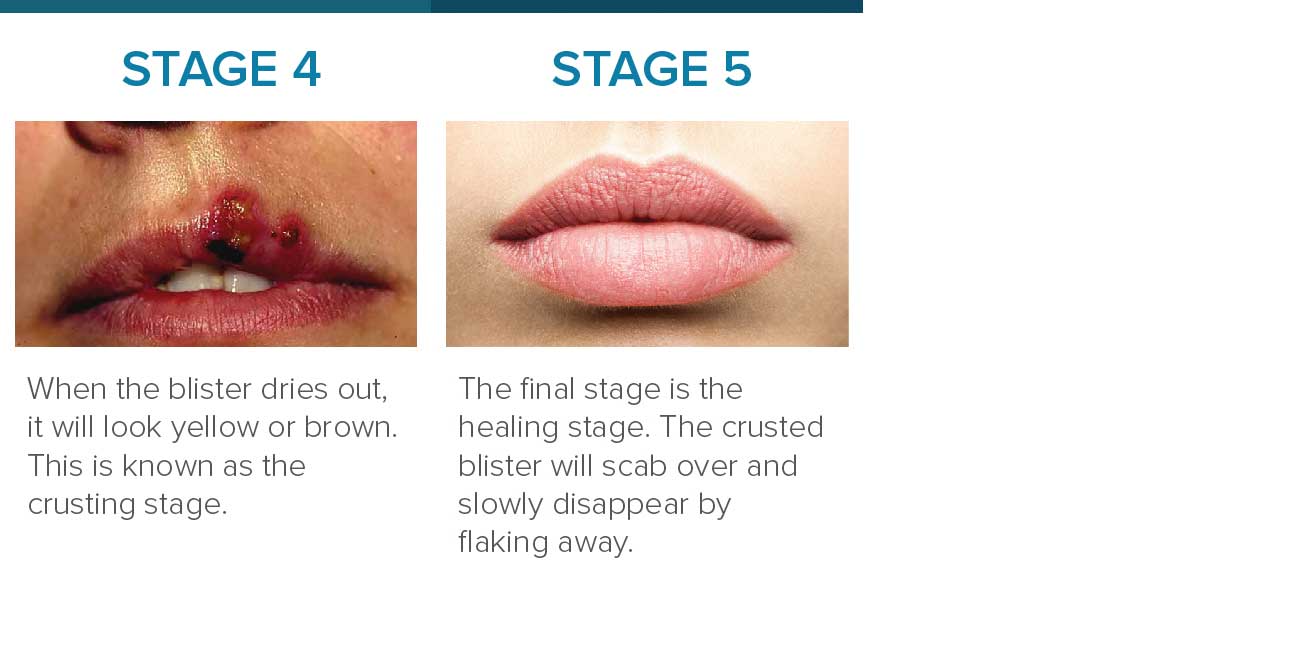 STAGE 4
When the blister dries out,
it will look yellow or brown.
This is known as the
crusting stage.
STAGE 5
The final stage is the
healing stage. The crusted
blister will scab over and
slowly disappear by
flaking away.